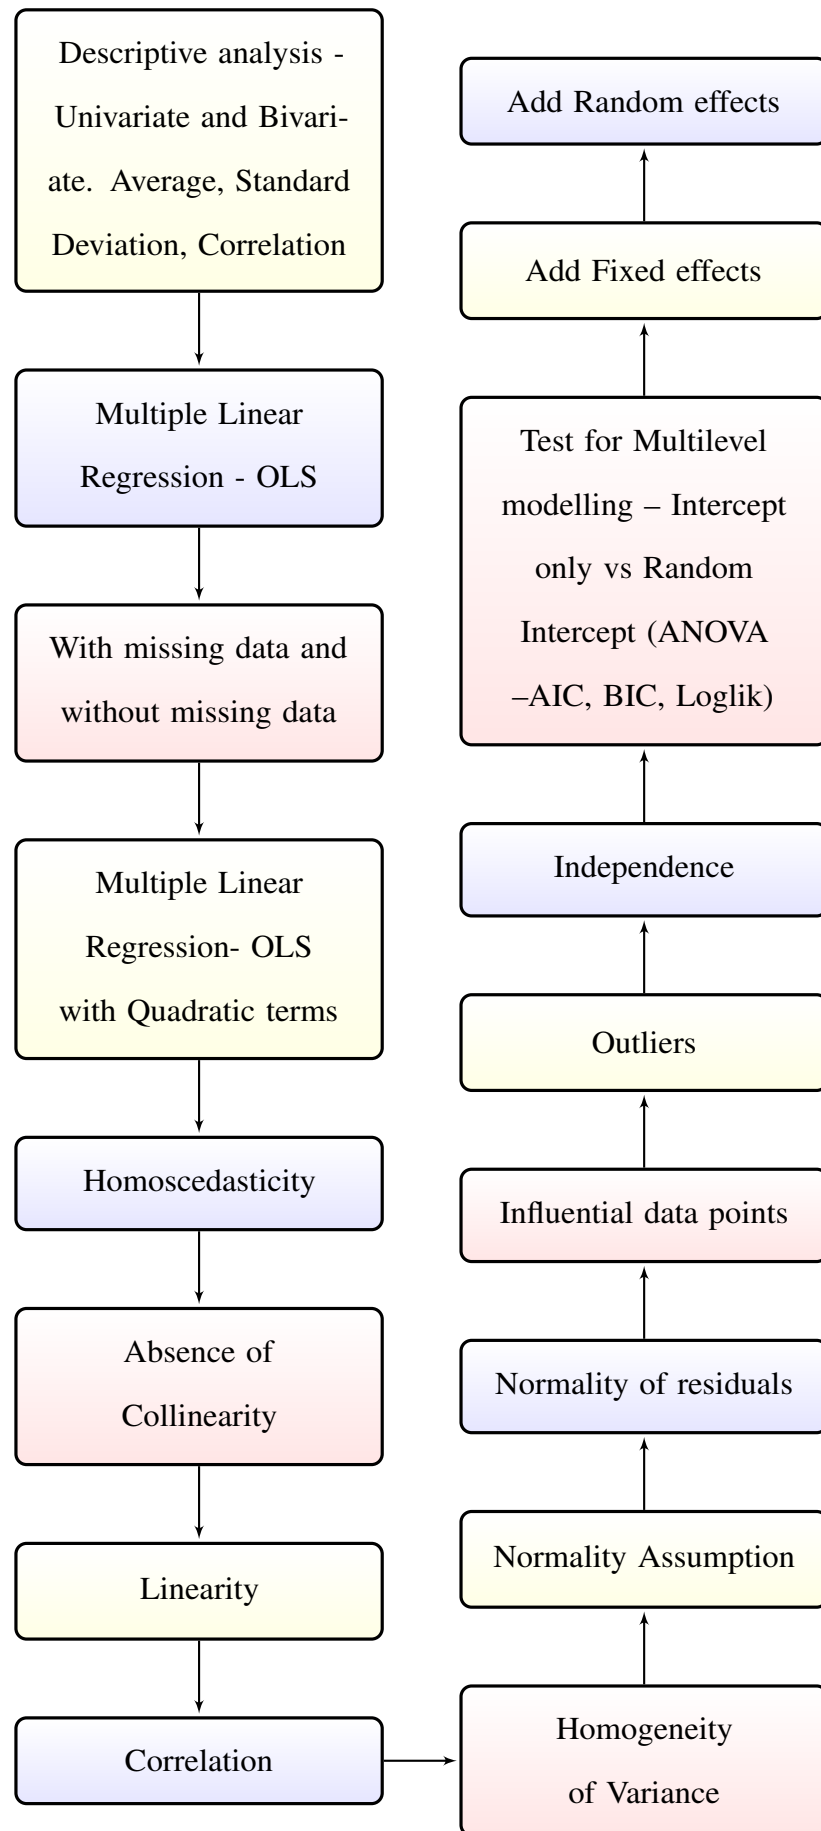 Descriptive analysis -
Univariate and Bivari-
ate. Average, Standard
Deviation, Correlation
Multiple Linear
Regression - OLS
With missing data and
without missing data
Multiple Linear
Regression- OLS
with Quadratic terms
Homoscedasticity
Absence of
Collinearity
Linearity
Correlation
Homogeneity
of Variance
Normality Assumption
Normality of residuals
Influential data points
Outliers
Independence
Test for Multilevel
modelling – Intercept
only vs Random
Intercept (ANOVA
–AIC, BIC, Loglik)
Add Fixed effects
Add Random effects